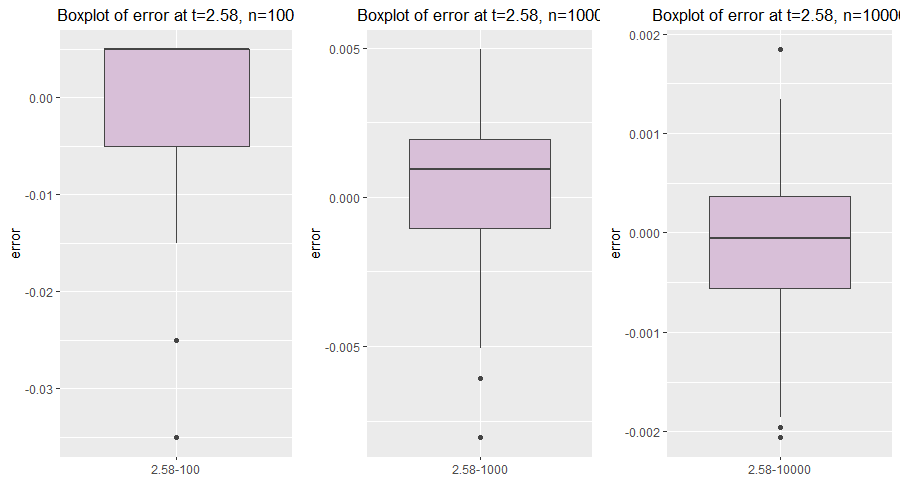 Boxplot of error at t=2.58, n=100
error
0.00
-0.01
-0.02
-0.03
2.58-100
Boxplot of error at t=2.58, n=1000
error
0.005
0.000
-0.005
2.58-1000
Boxplot of error at t=2.58, n=10000
error
0.002
0.001
0.000
-0.001
-0.002
2.58-10000